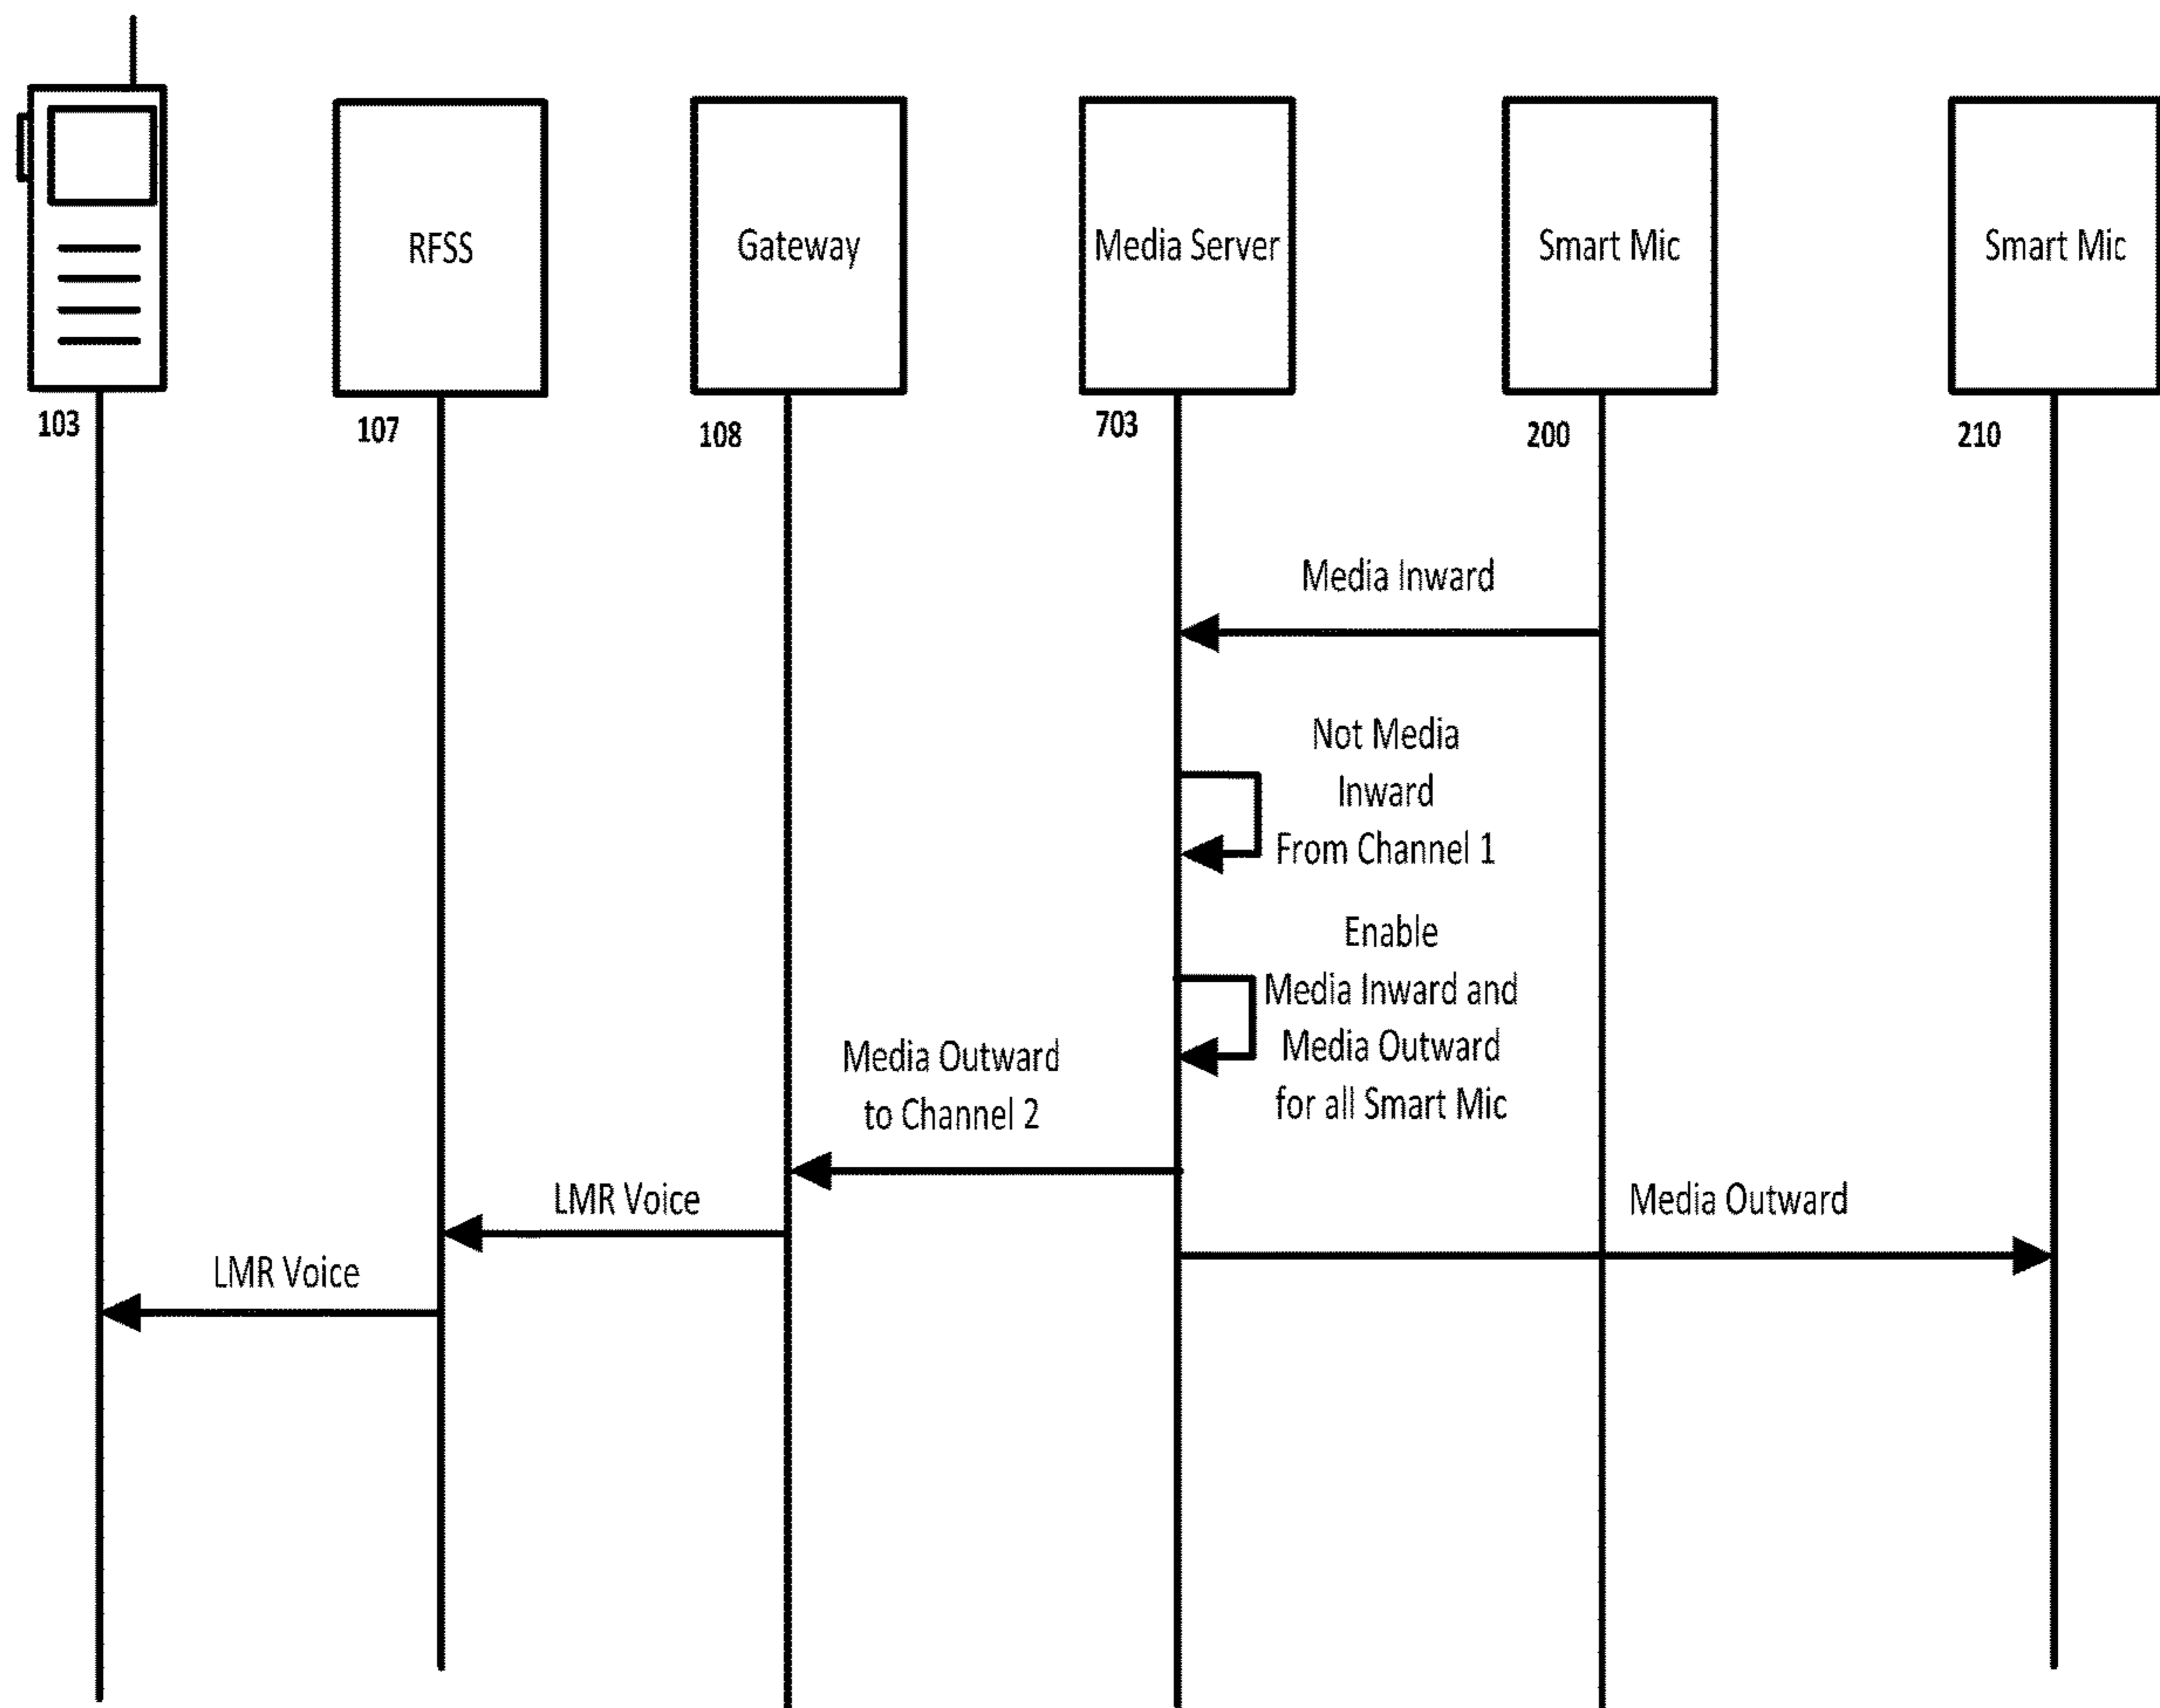 RFSS
Gateway
Media Server
Smart Mic
Smart Mic
103
107
108
703
200
210
Media Inward
Not Media
Inward
From Channel 1
Enable
Media Inward and
Media Outward
for all Smart Mic
Media Outward
to Channel 2
LMR Voice
Media Outward
LMR Voice